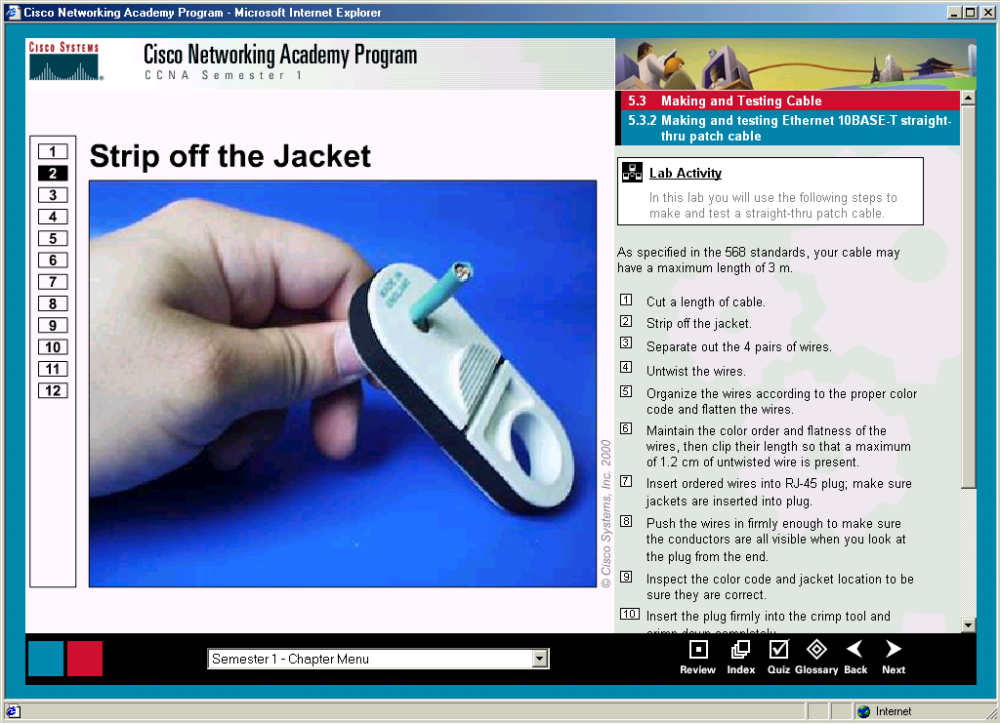 Cisco Networking Academy Program - Microsoft Internet Explorer
CISCO SYSTEMS
Cisco Networking Academy Program
CCNA Semester 1
5.3 Making and Testing Cable
5.3.2 Making and testing Ethernet 10BASE-T straight-
thru patch cable
1
2
3
4
5
6
7
8
9
10
11
12
Strip off the Jacket
MADE IN
ENGLAND
© Cisco Systems, Inc. 2000
Lab Activity
In this lab you will use the following steps to
make and test a straight-thru patch cable.
As specified in the 568 standards, your cable may
have a maximum length of 3 m.
1 Cut a length of cable.
2 Strip off the jacket.
3 Separate out the 4 pairs of wires.
4 Untwist the wires.
5 Organize the wires according to the proper color
code and flatten the wires.
6 Maintain the color order and flatness of the
wires, then clip their length so that a maximum
of 1.2 cm of untwisted wire is present.
7 Insert ordered wires into RJ-45 plug; make sure
jackets are inserted into plug.
8 Push the wires in firmly enough to make sure
the conductors are all visible when you look at
the plug from the end.
9 Inspect the color code and jacket location to be
sure they are correct.
10 Insert the plug firmly into the crimp tool and
crimp down completely.
Semester 1 - Chapter Menu
Review Index Quiz Glossary Back Next
Internet